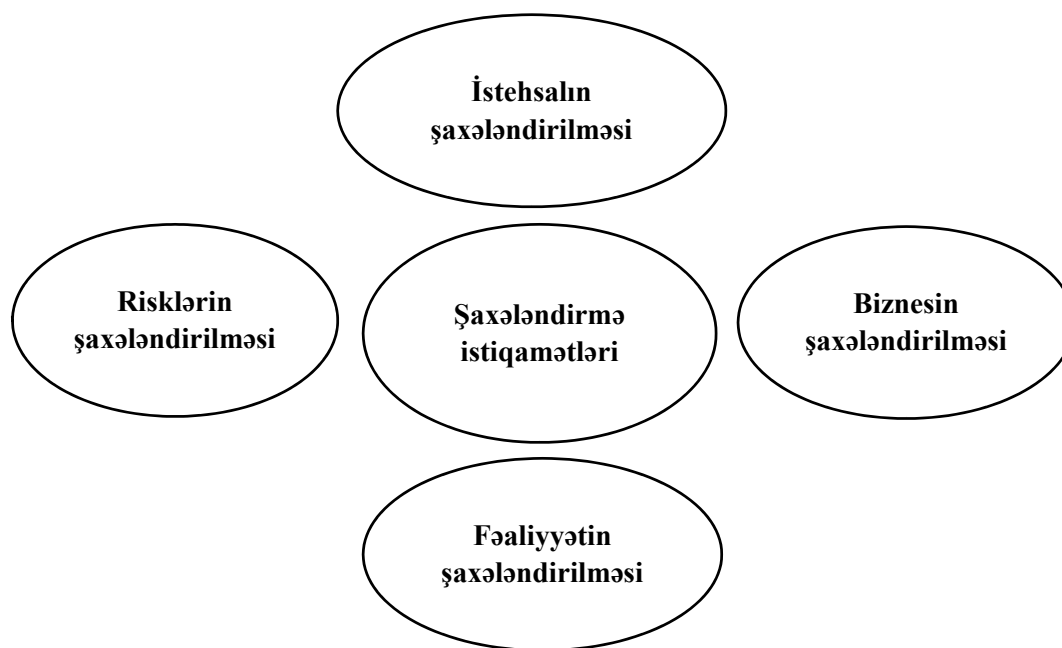 İstehsalın
şaxələndirilməsi
Risklərin
şaxələndirilməsi
Şaxələndirmə
istiqamətləri
Biznesin
şaxələndirilməsi
Fəaliyyətin
şaxələndirilməsi